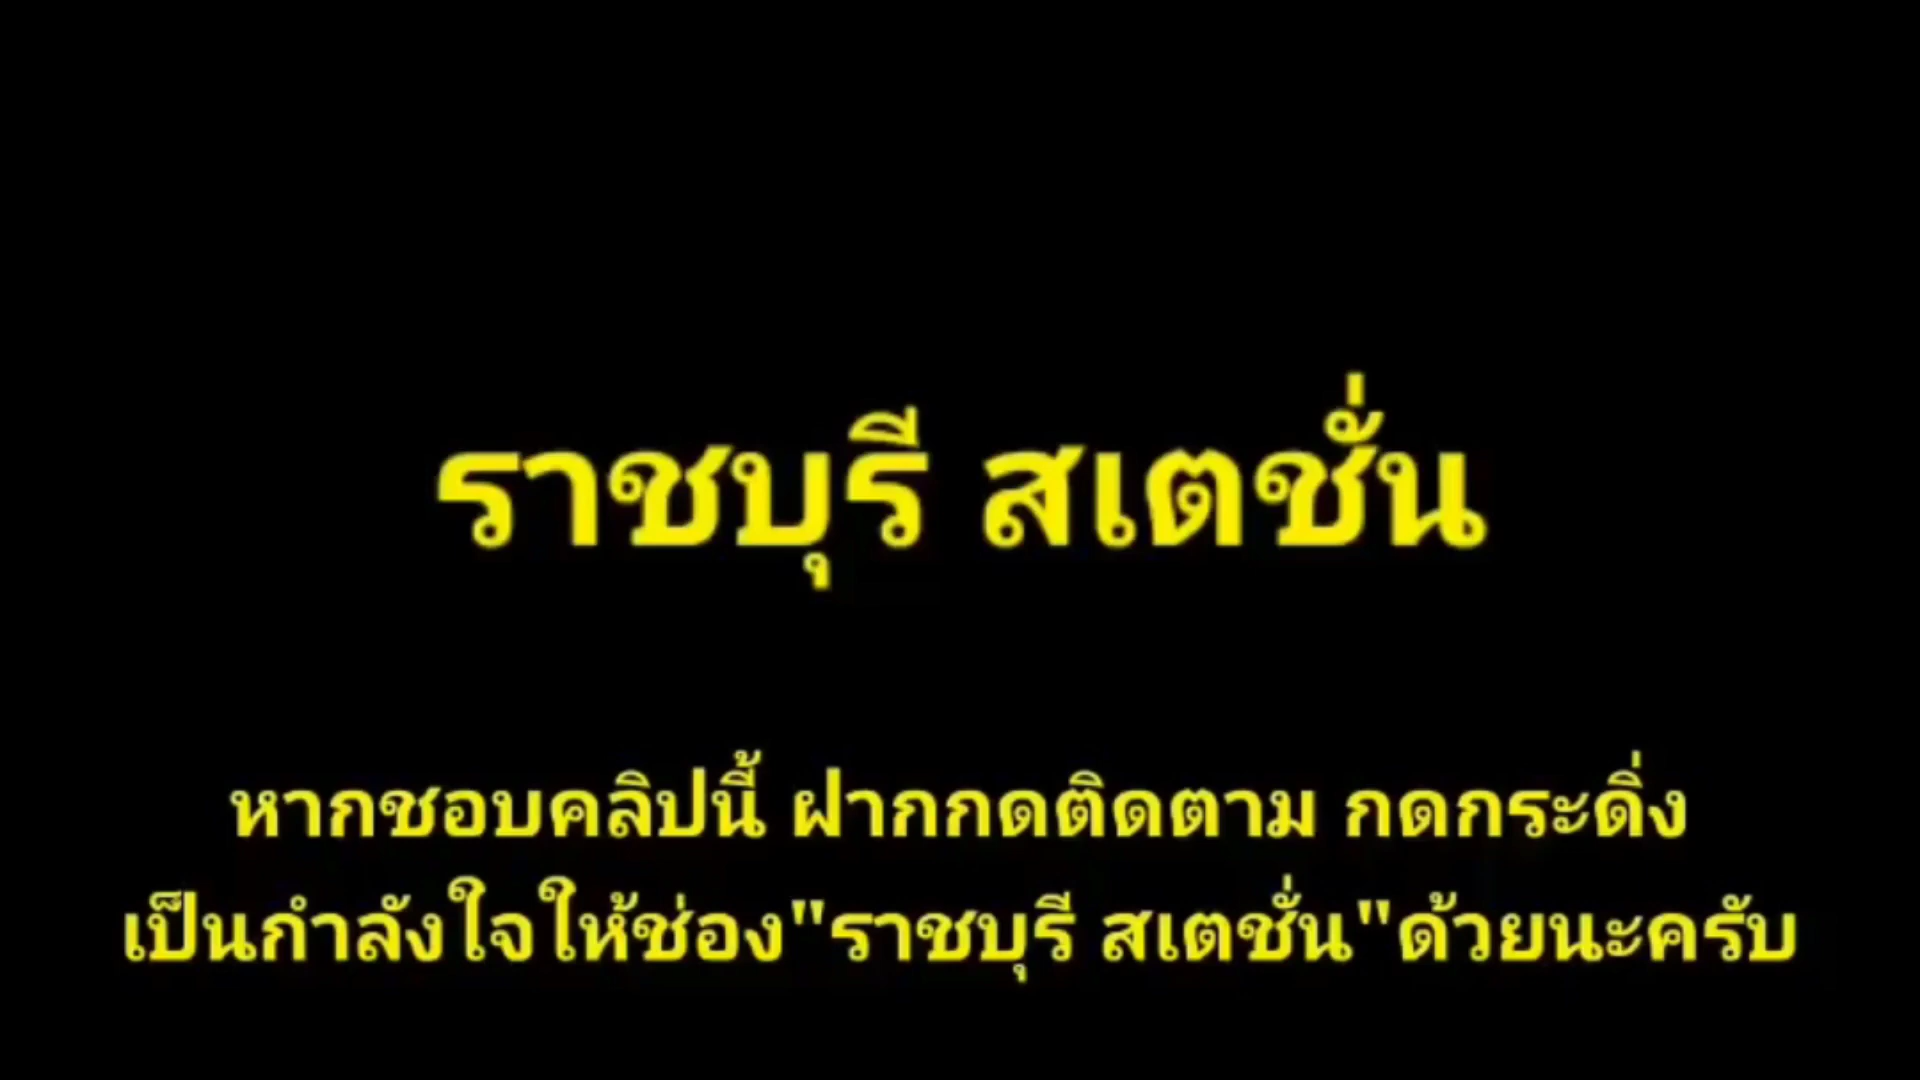 ราชบุรี สเตชั่น
หากชอบคลิปนี้ ฝากกดติดตาม กดกระดิ่ง
เป็นกำลังใจให้ช่อง"ราชบุรี สเตชั่น"ด้วยนะครับ